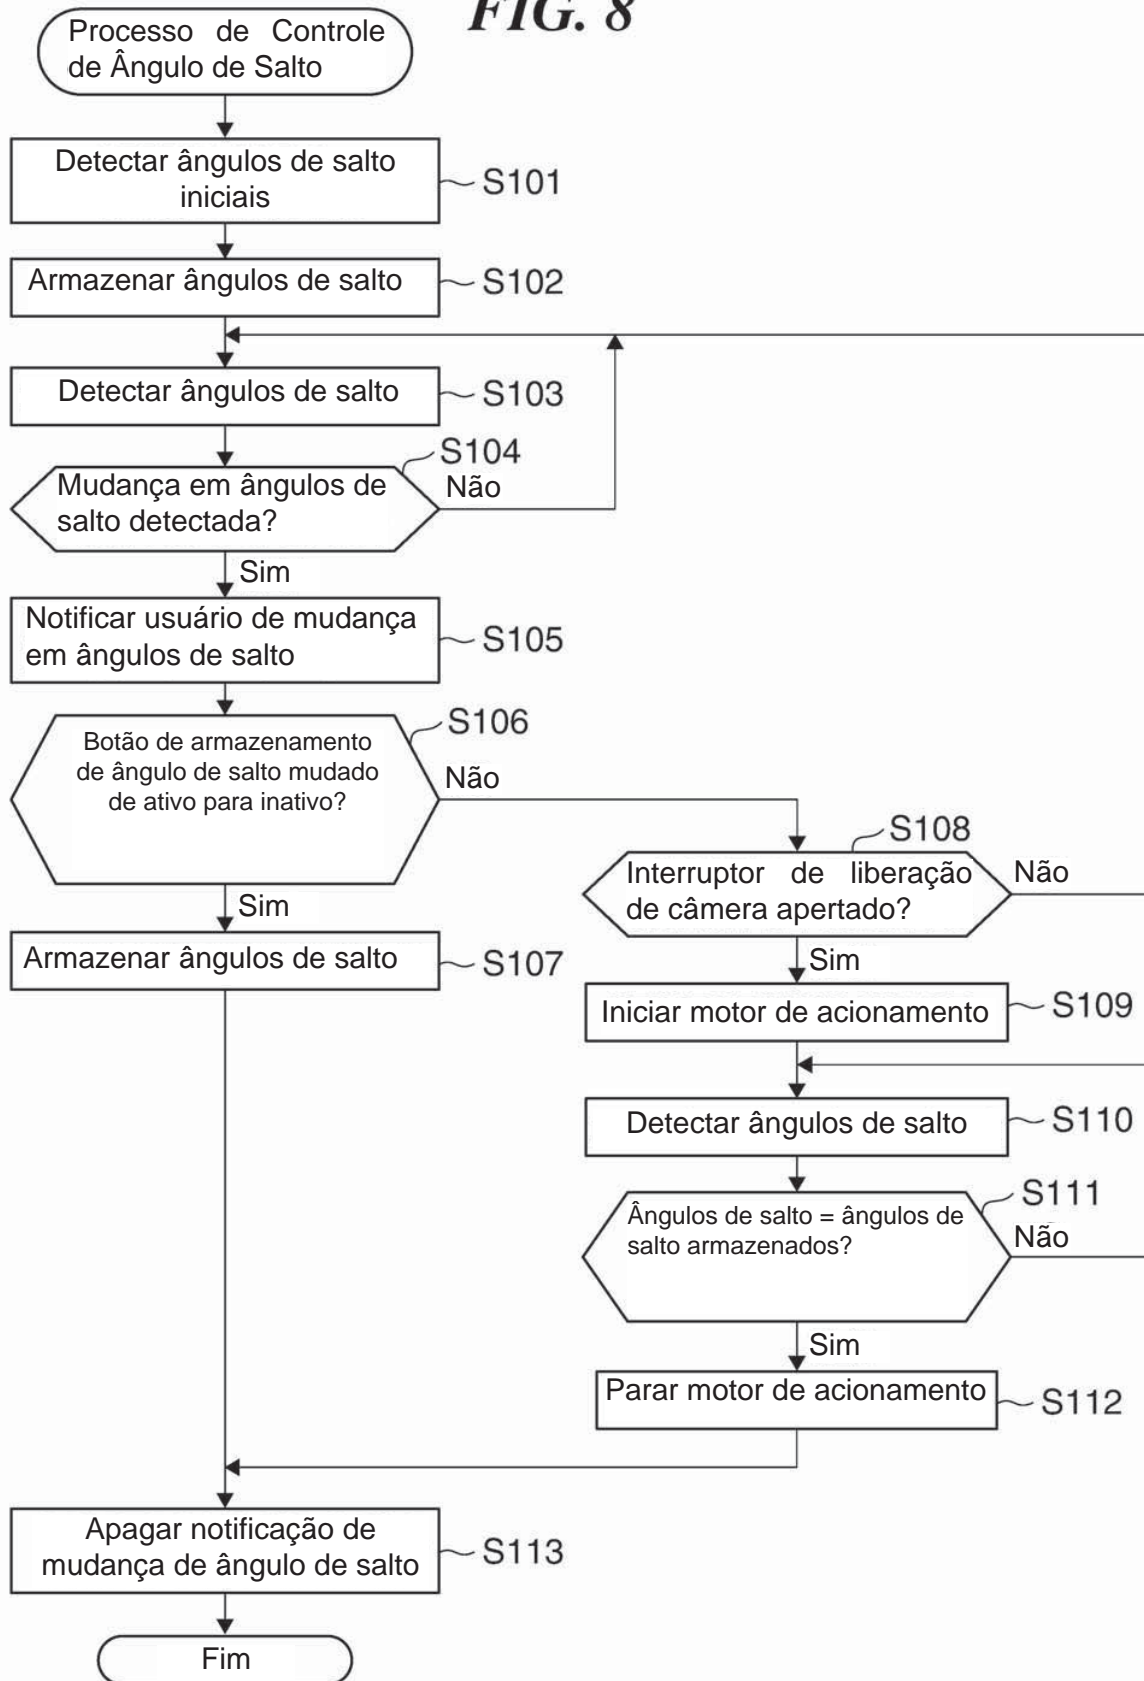 FIG. 8
Processo de Controle
de Ângulo de Salto
Detectar ângulos de salto
iniciais
S101
Armazenar ângulos de salto
S102
Detectar ângulos de salto
S103
S104
Mudança em ângulos de
salto detectada?
Não
Sim
Notificar usuário de mudança
em ângulos de salto
S105
S106
Botão de armazenamento
de ângulo de salto mudado
de ativo para inativo?
Não
Sim
Armazenar ângulos de salto
S107
S108
Interruptor de liberação
de câmera apertado?
Não
Sim
Iniciar motor de acionamento
S109
Detectar ângulos de salto
S110
S111
Ângulos de salto = ângulos de
salto armazenados?
Não
Sim
Parar motor de acionamento
S112
Apagar notificação de
mudança de ângulo de salto
S113
Fim